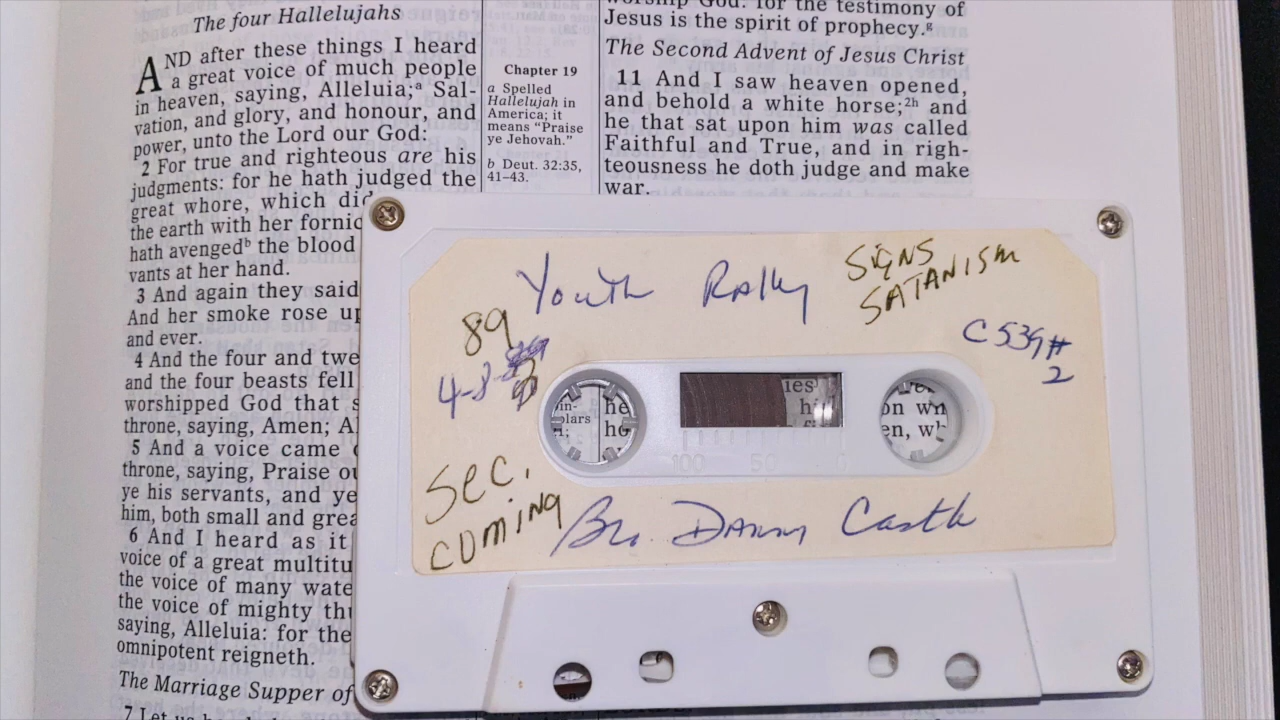 The four Hallelujahs
AND after these things I heard
a great voice of much people
in heaven, saying, Alleluia;ᵃ Sal-
vation, and glory, and honour, and
power, unto the Lord our God:
2 For true and righteous are his
judgments: for he hath judged the
great whore, which did
the earth with her fornic
hath avengedᵇ the blood
vants at her hand.
3 And again they said
And her smoke rose up
and ever.
4 And the four and twe
and the four beasts fell
worshipped God that s
throne, saying, Amen; Al
5 And a voice came
throne, saying, Praise ou
ye his servants, and ye
him, both small and grea
6 And I heard as it
voice of a great multitu
the voice of many wate
the voice of mighty thu
saying, Alleluia: for the
omnipotent reigneth.
The Marriage Supper of
7 Let us
Chapter 19
a Spelled
Hallelujah in
America; it
means "Praise
ye Jehovah."
b Deut. 32:35,
41–43.
worship God: for the testimony of
Jesus is the spirit of prophecy.ᵍ
The Second Advent of Jesus Christ
11 And I saw heaven opened,
and behold a white horse;²ʰ and
he that sat upon him was called
Faithful and True, and in righ-
teousness he doth judge and make
war.
Youth Rally
SIGNS
SATANISM
89
4-8-89
C539#
2
SEC.
COMING
Bro. Danny Castle
100 50 0